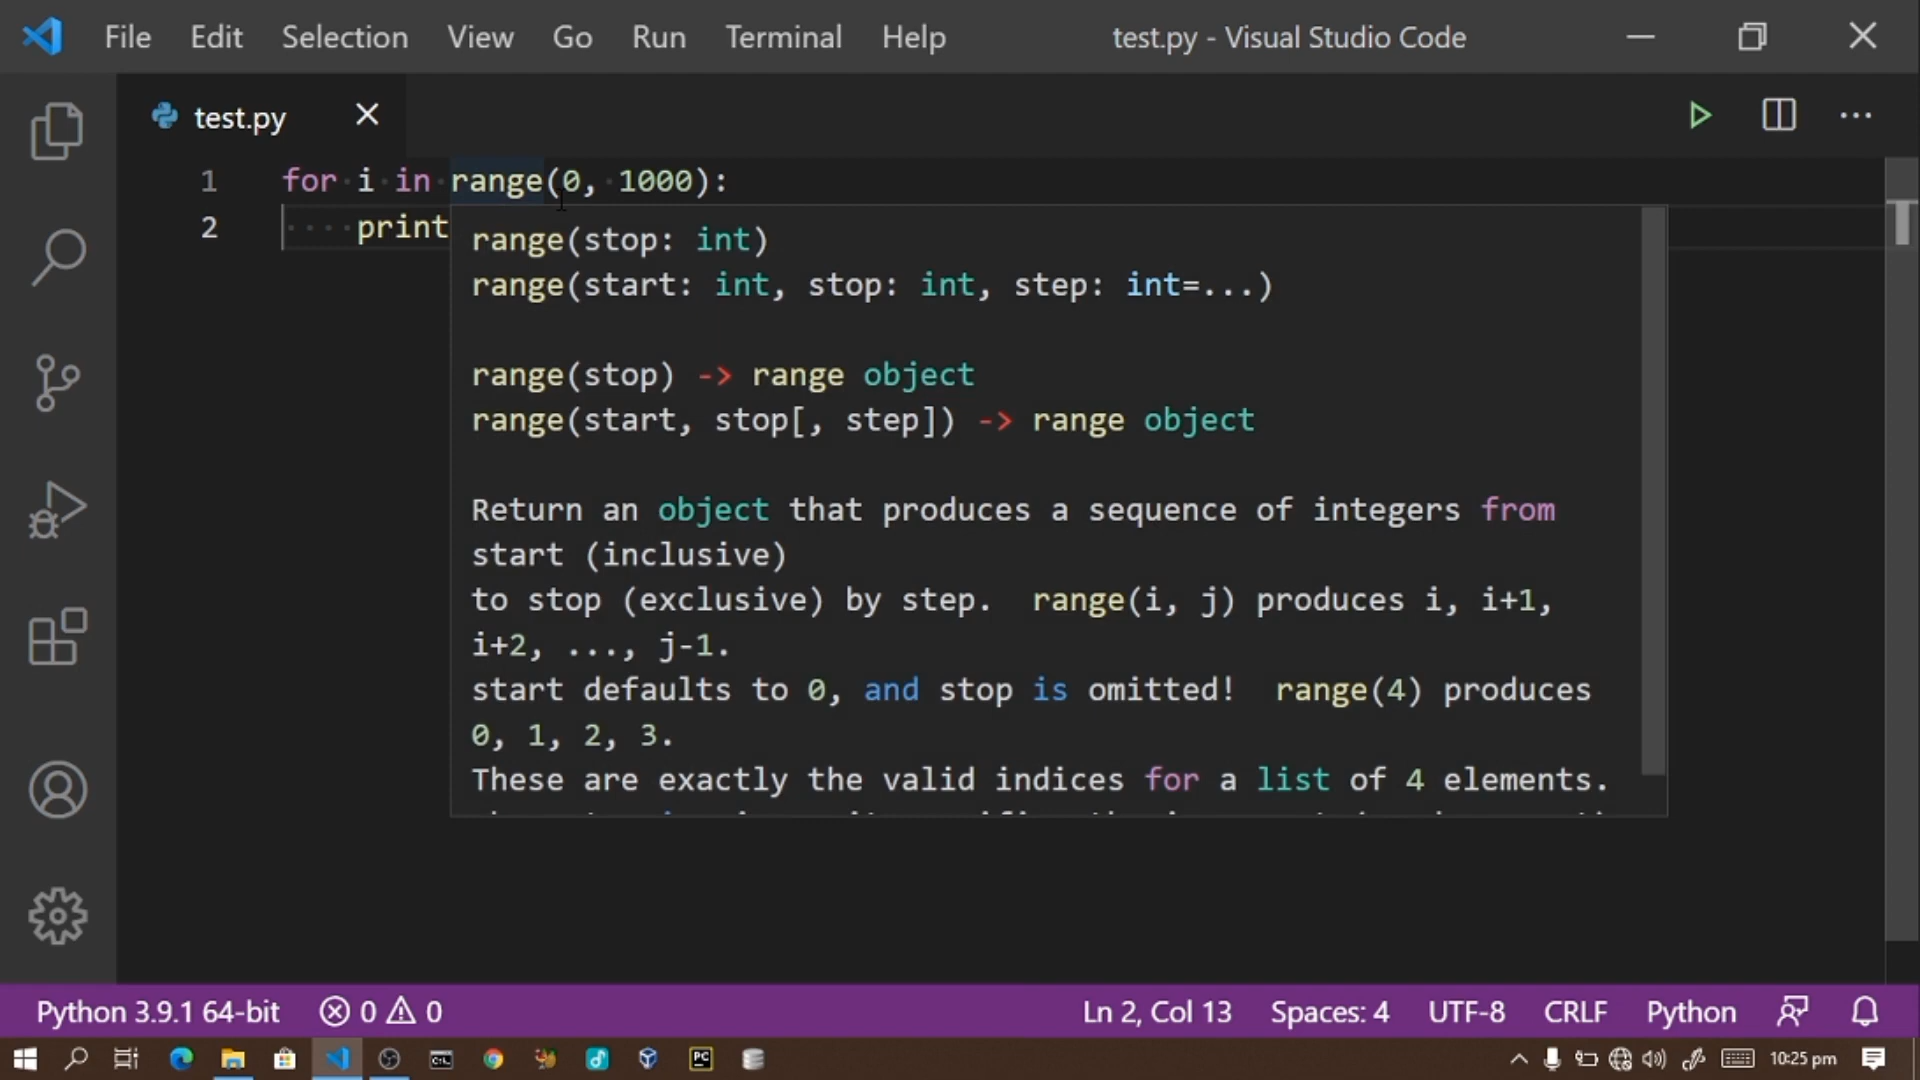 File Edit Selection View Go Run Terminal Help test.py - Visual Studio Code
test.py
1 for i in range(0, 1000):
2 print
range(stop: int)
range(start: int, stop: int, step: int=...)
range(stop) -> range object
range(start, stop[, step]) -> range object
Return an object that produces a sequence of integers from
start (inclusive)
to stop (exclusive) by step. range(i, j) produces i, i+1,
i+2, ..., j-1.
start defaults to 0, and stop is omitted! range(4) produces
0, 1, 2, 3.
These are exactly the valid indices for a list of 4 elements.
Python 3.9.1 64-bit 0 0 Ln 2, Col 13 Spaces: 4 UTF-8 CRLF Python
PC 10:25 pm